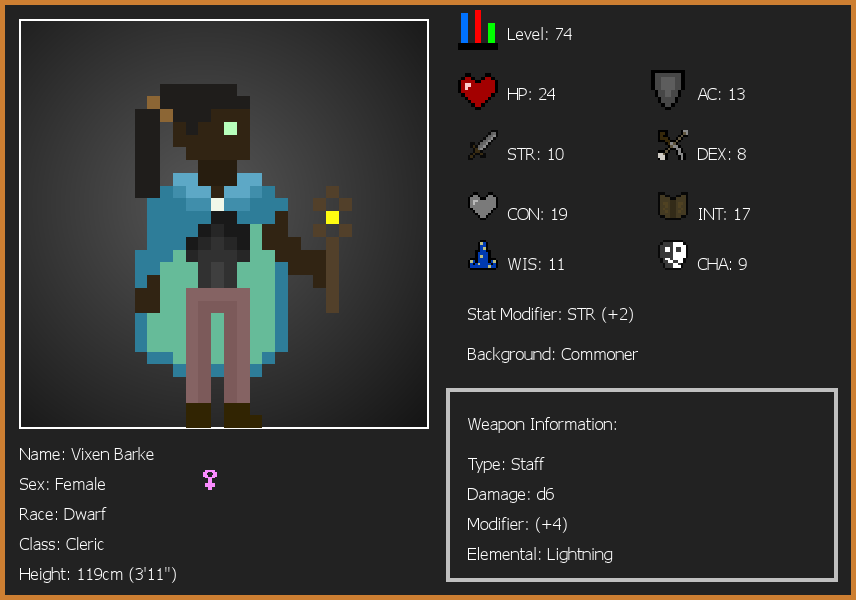 Level: 74
HP: 24
AC: 13
STR: 10
DEX: 8
CON: 19
INT: 17
WIS: 11
CHA: 9
Stat Modifier: STR (+2)
Background: Commoner
Weapon Information:
Type: Staff
Damage: d6
Modifier: (+4)
Elemental: Lightning
Name: Vixen Barke
Sex: Female
Race: Dwarf
Class: Cleric
Height: 119cm (3'11")